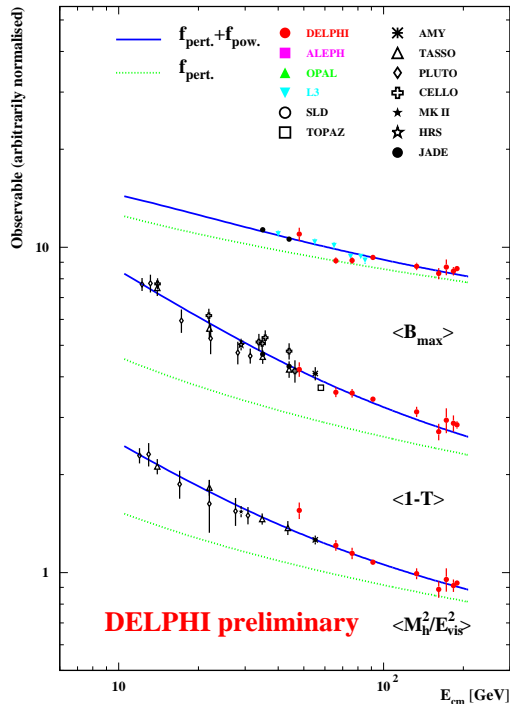 Observable (arbitrarily normalised)
f_pert. + f_pow.
f_pert.
DELPHI
ALEPH
OPAL
L3
SLD
TOPAZ
AMY
TASSO
PLUTO
CELLO
MK II
HRS
JADE
10
<B_max>
<1-T>
1
DELPHI preliminary
<M_h^2/E_vis^2>
10
10^2
E_cm [GeV]